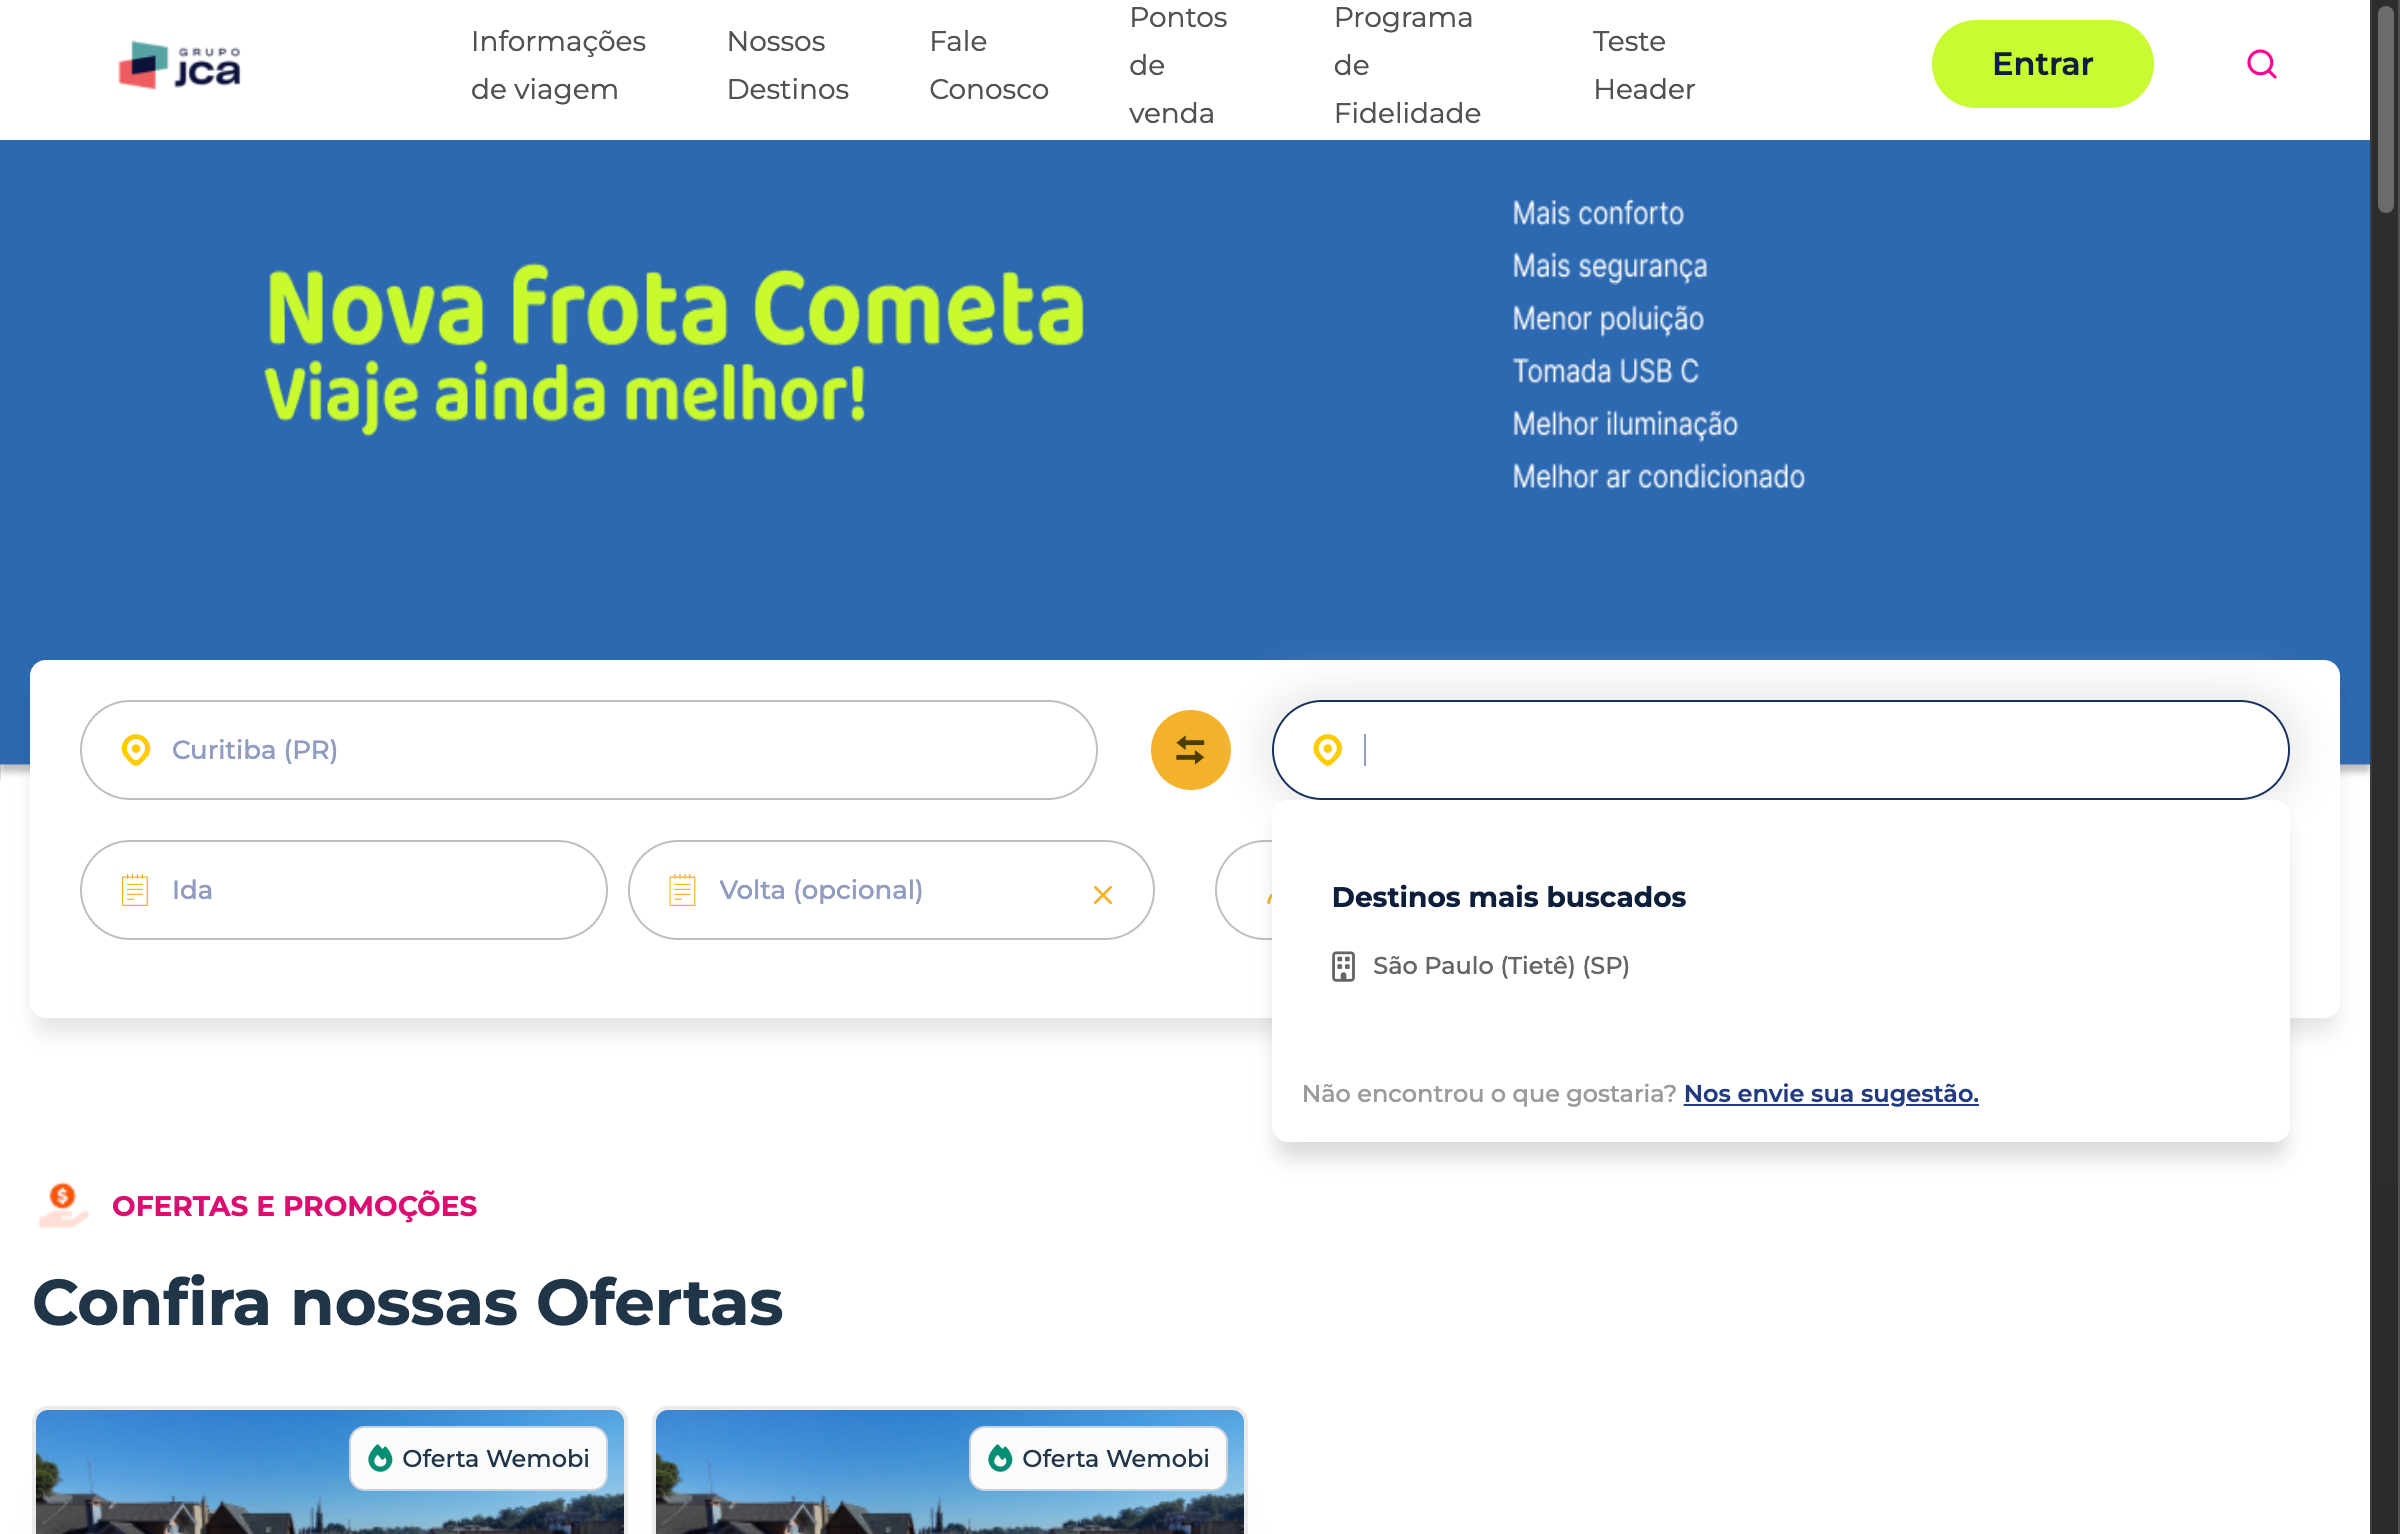 GRUPO
jca
Informações
de viagem
Nossos
Destinos
Fale
Conosco
Pontos
de
venda
Programa
de
Fidelidade
Teste
Header
Entrar
Nova frota Cometa
Viaje ainda melhor!
Mais conforto
Mais segurança
Menor poluição
Tomada USB C
Melhor iluminação
Melhor ar condicionado
Curitiba (PR)
Ida
Volta (opcional)
Destinos mais buscados
São Paulo (Tietê) (SP)
Não encontrou o que gostaria? Nos envie sua sugestão.
OFERTAS E PROMOÇÕES
Confira nossas Ofertas
Oferta Wemobi
Oferta Wemobi